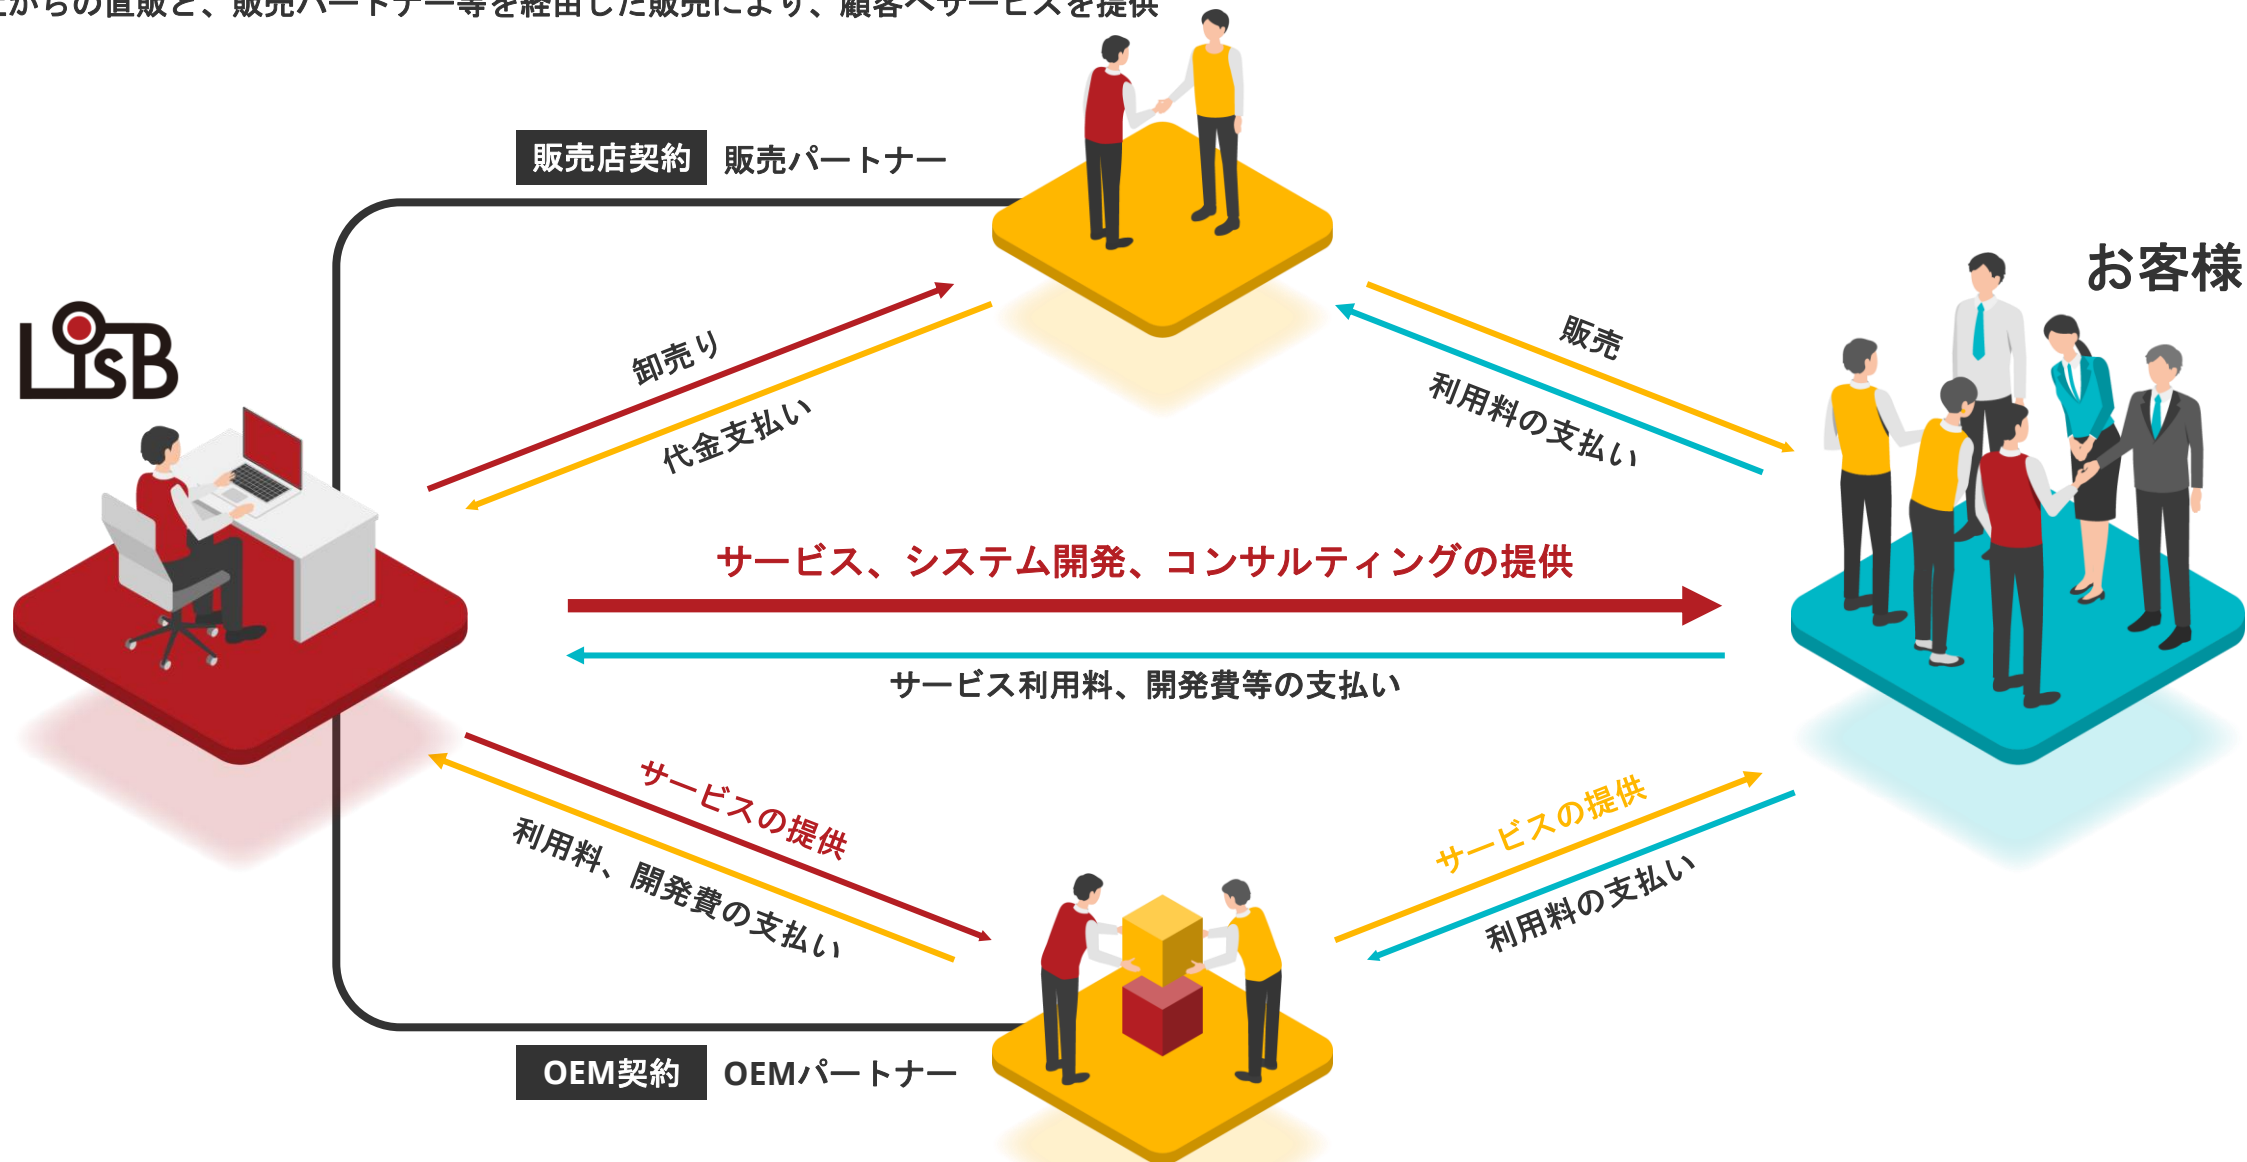 からの直販と、販売パートナー等を経由した販売により、顧客へサービスを提供
販売店契約 販売パートナー
お客様
LisB
卸売り
代金支払い
販売
利用料の支払い
サービス、システム開発、コンサルティングの提供
サービス利用料、開発費等の支払い
サービスの提供
利用料、開発費の支払い
サービスの提供
利用料の支払い
OEM契約 OEMパートナー